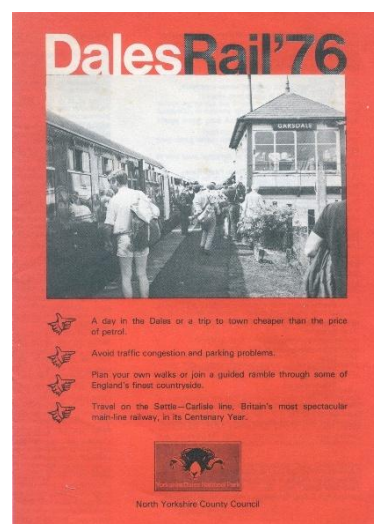 DalesRail'76
GARSDALE
A day in the Dales or a trip to town cheaper than the price
of petrol.
Avoid traffic congestion and parking problems.
Plan your own walks or join a guided ramble through some of
England's finest countryside.
Travel on the Settle—Carlisle line, Britain's most spectacular
main-line railway, in its Centenary Year.
Yorkshire Dales National Park
North Yorkshire County Council